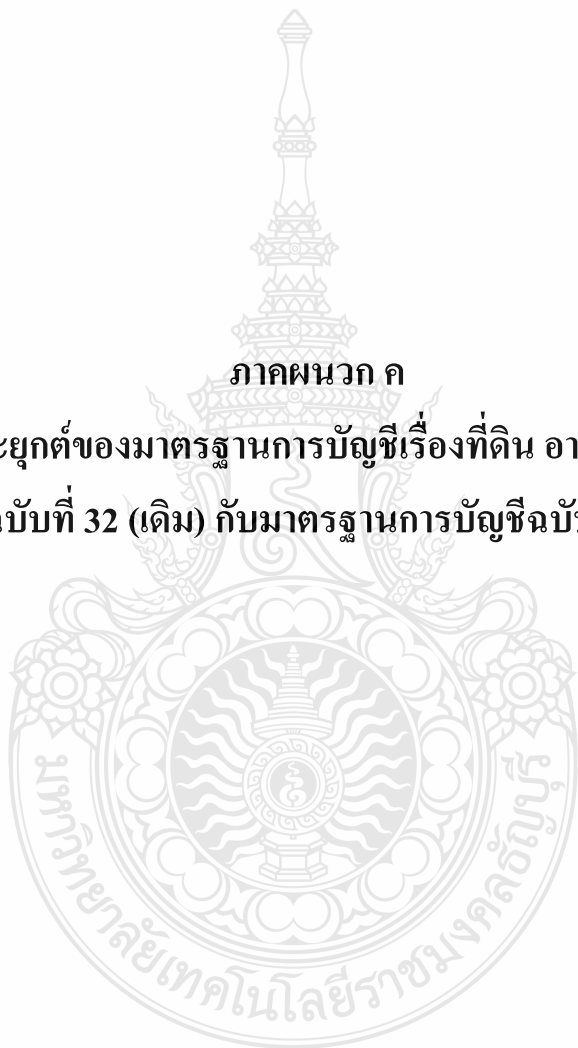 ภาคผนวก ค
ะยุกต์ของมาตรฐานการบัญชีเรื่องที่ดิน อา
ฉบับที่ 32 (เดิม) กับมาตรฐานการบัญชีฉบับ
มหาวิทยาลัยเทคโนโลยีราชมงคลธัญบุรี